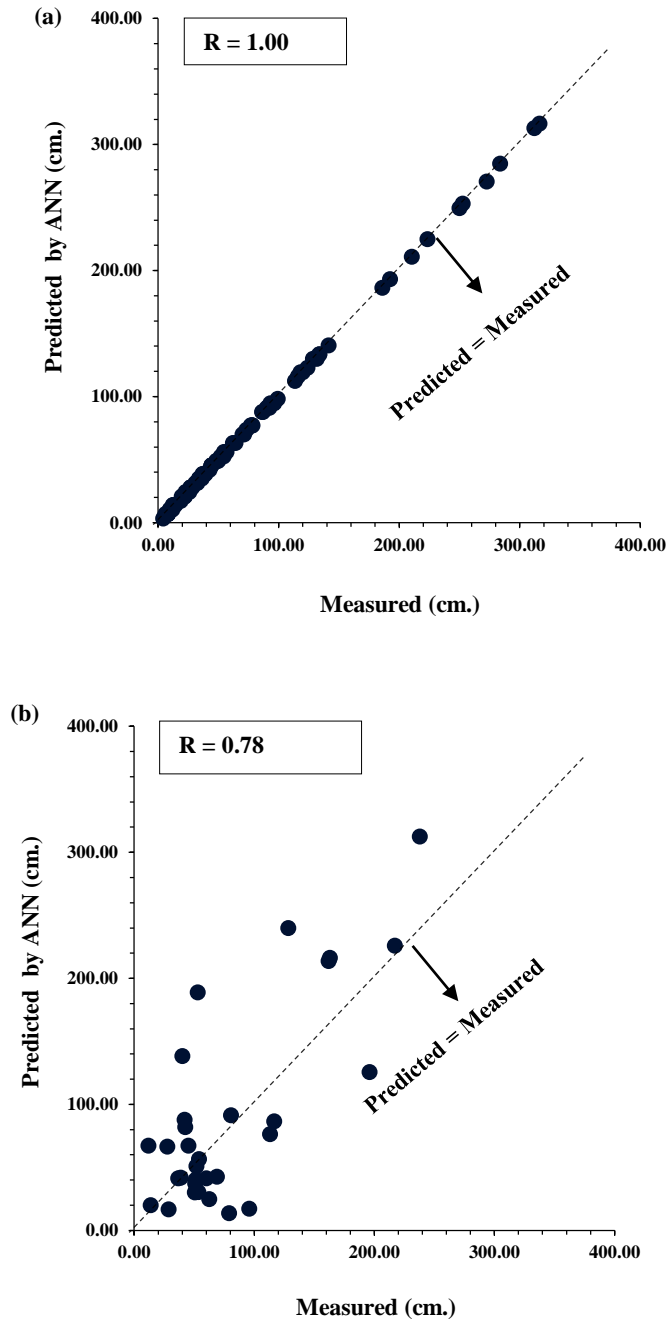 (a)
R = 1.00
400.00
300.00
200.00
100.00
0.00
Predicted by ANN (cm.)
Predicted = Measured
0.00 100.00 200.00 300.00 400.00
Measured (cm.)
(b)
R = 0.78
400.00
300.00
200.00
100.00
0.00
Predicted by ANN (cm.)
Predicted = Measured
0.00 100.00 200.00 300.00 400.00
Measured (cm.)